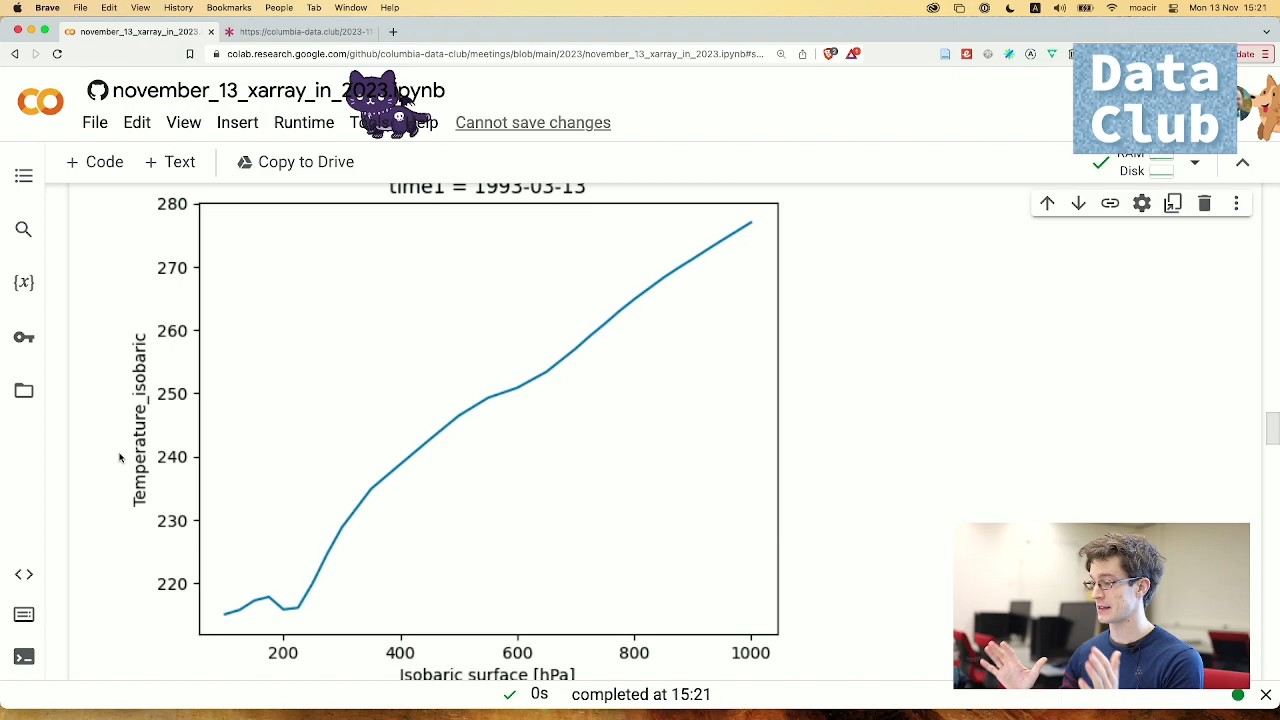 Brave File Edit View History Bookmarks People Tab Window Help A moacir Mon 13 Nov 15:21
november_13_xarray_in_2023. https://columbia-data.club/2023-11
colab.research.google.com/github/columbia-data-club/meetings/blob/main/2023/november_13_xarray_in_2023.ipynb#s...
Data
Club
november_13_xarray_in_2023.ipynb
File Edit View Insert Runtime Tools Help Cannot save changes
+ Code + Text Copy to Drive RAM
Disk
time1 = 1993-03-13
{x}
280
270
260
250
240
230
220
Temperature_isobaric
200 400 600 800 1000
Isobaric surface [hPa]
0s completed at 15:21